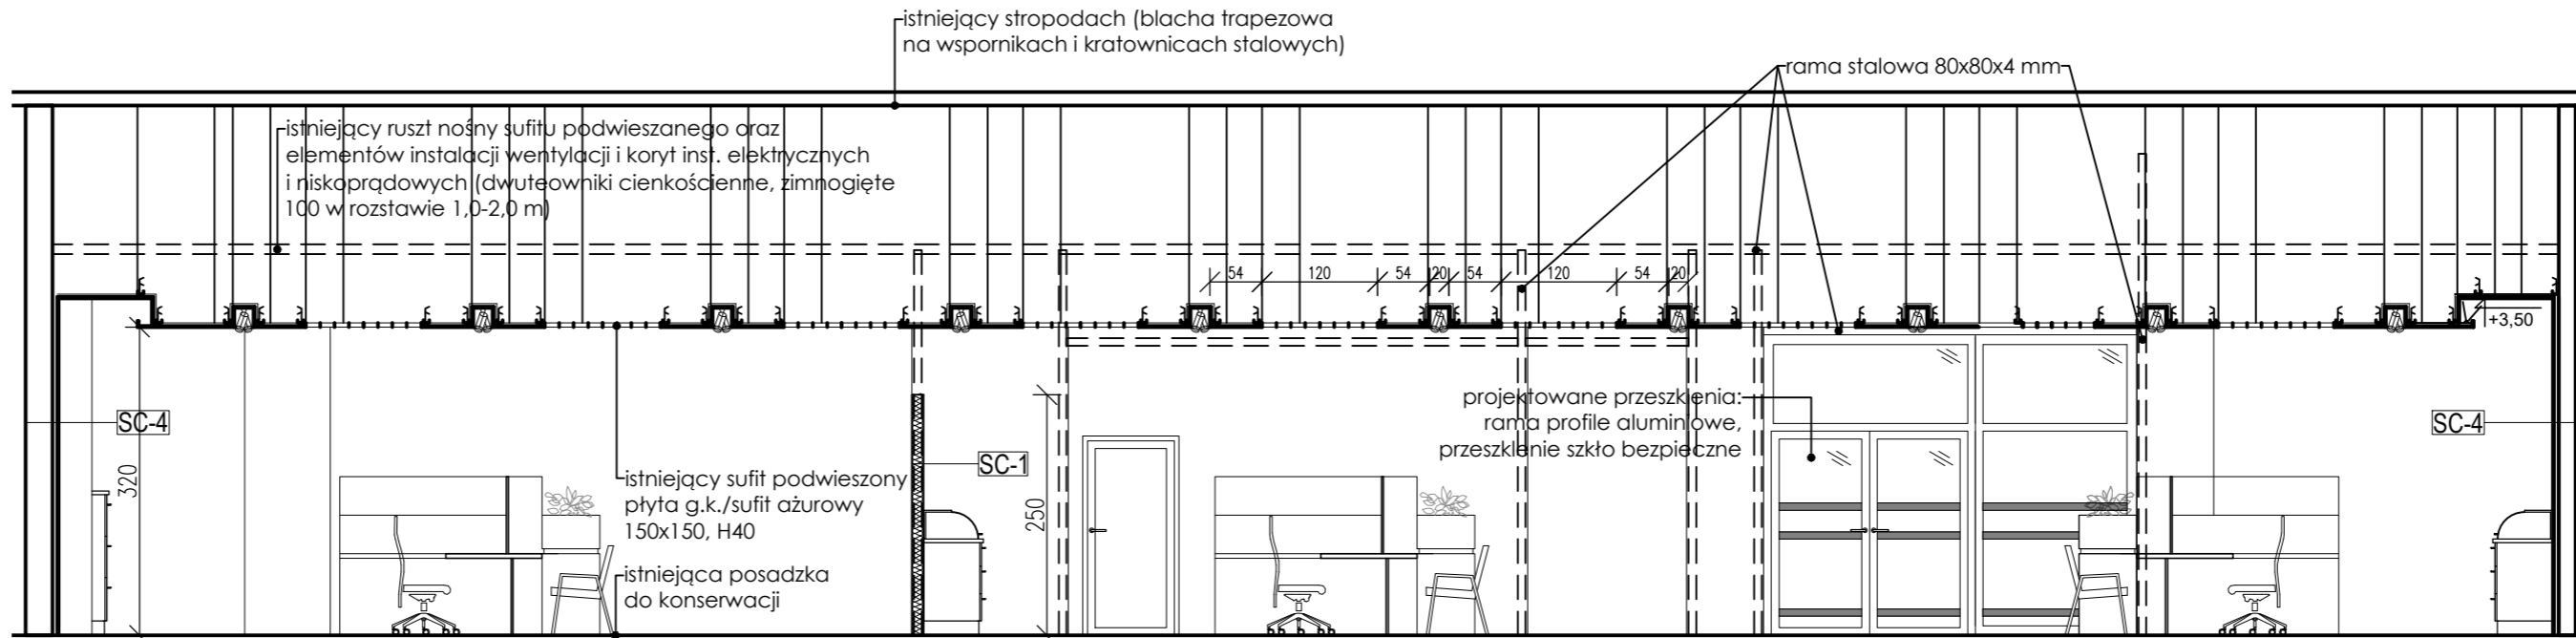 istniejący stropodach (blacha trapezowa
na wspornikach i kratownicach stalowych)
rama stalowa 80x80x4 mm
istniejący ruszt nośny sufitu podwieszanego oraz
elementów instalacji wentylacji i koryt inst. elektrycznych
i niskoprądowych (dwuteowniki cienkościenne, zimnogięte
100 w rozstawie 1,0-2,0 m)
54 120 54 20 54 120 54 20
+3,50
projektowane przeszklenia:
rama profile aluminiowe,
przeszklenie szkło bezpieczne
SC-4
SC-4
SC-1
320
250
istniejący sufit podwieszony
płyta g.k./sufit ażurowy
150x150, H40
istniejąca posadzka
do konserwacji